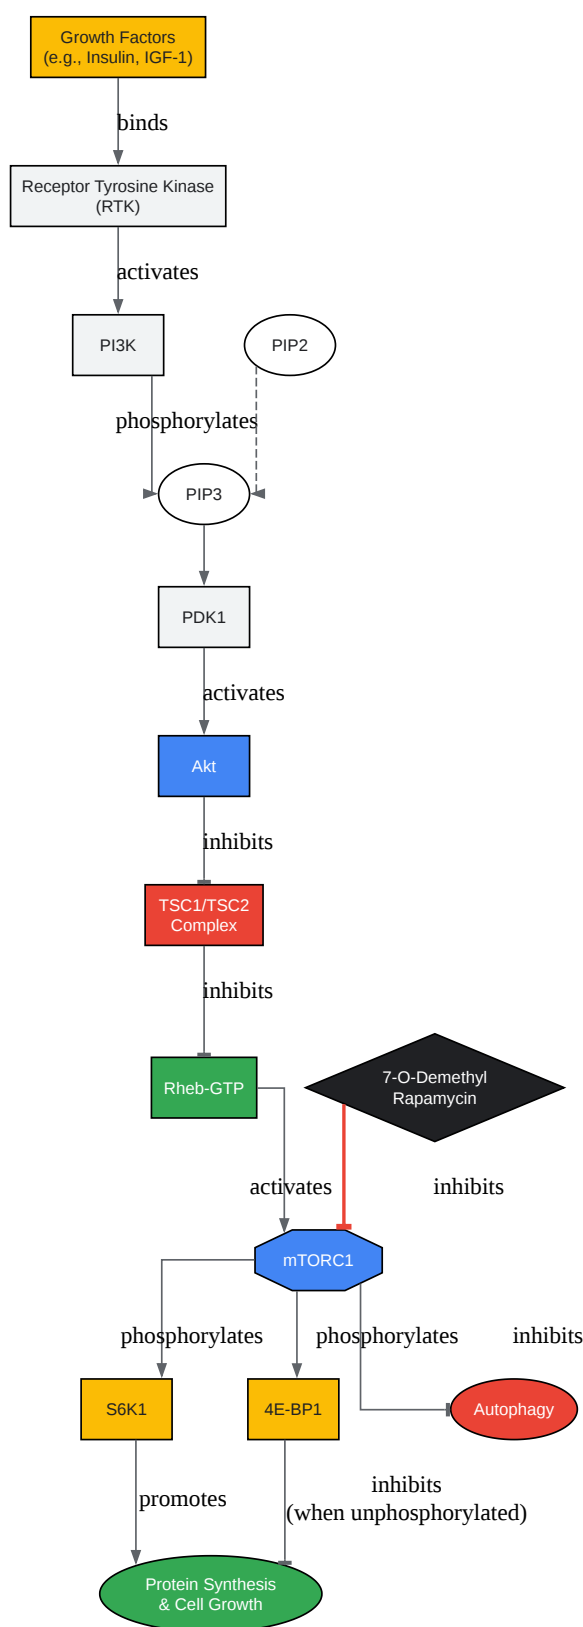 Growth Factors
(e.g., Insulin, IGF-1)
binds
Receptor Tyrosine Kinase
(RTK)
activates
PI3K
PIP2
phosphorylates
PIP3
PDK1
activates
Akt
inhibits
TSC1/TSC2
Complex
inhibits
Rheb-GTP
7-O-Demethyl
Rapamycin
activates
inhibits
mTORC1
phosphorylates
phosphorylates
inhibits
S6K1
4E-BP1
Autophagy
promotes
inhibits
(when unphosphorylated)
Protein Synthesis
& Cell Growth